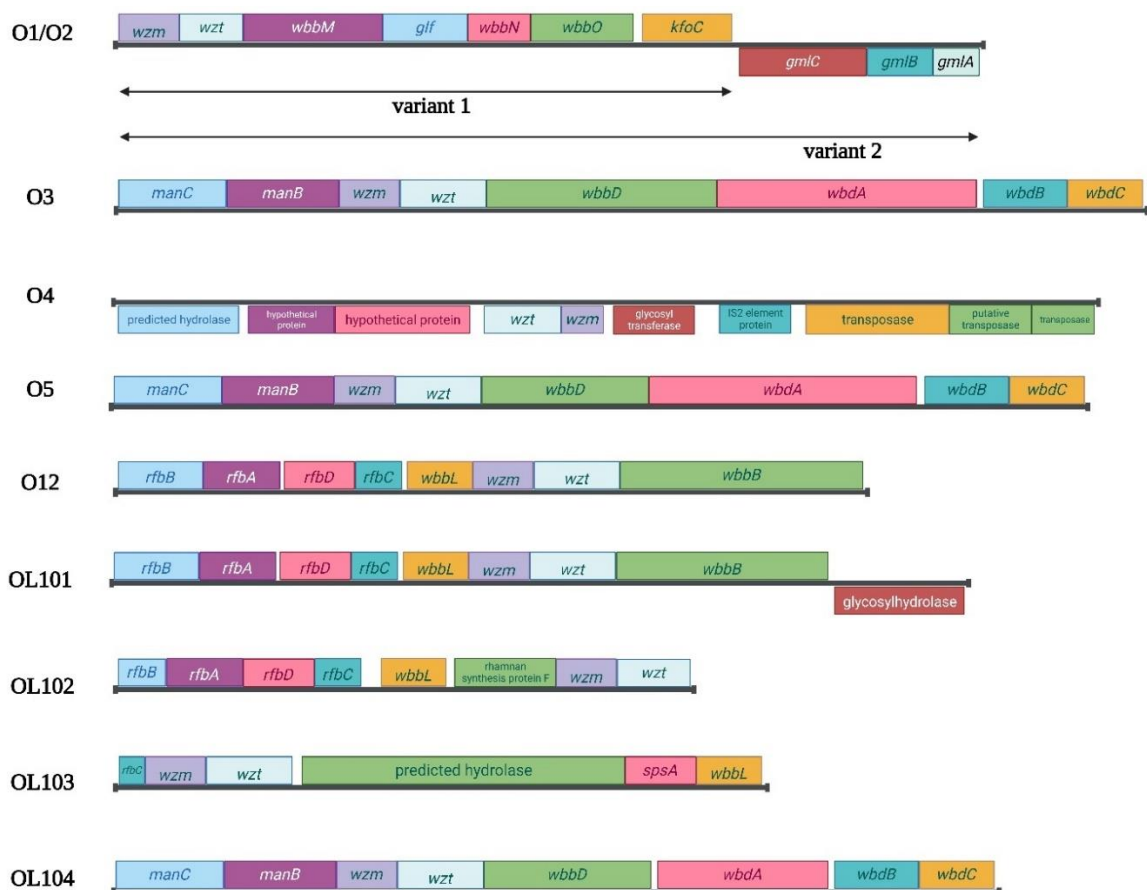 O1/O2 wzm wzt wbbM glf wbbN wbbO kfoC
gmlC gmlB gmlA
variant 1
variant 2
O3 manC manB wzm wzt wbbD wbdA wbdB wbdC
O4
predicted hydrolase hypothetical protein hypothetical protein wzt wzm glycosyl transferase IS2 element protein transposase putative transposase transposase
O5 manC manB wzm wzt wbbD wbdA wbdB wbdC
O12 rfbB rfbA rfbD rfbC wbbL wzm wzt wbbB
OL101 rfbB rfbA rfbD rfbC wbbL wzm wzt wbbB
glycosylhydrolase
OL102 rfbB rfbA rfbD rfbC wbbL rhamnan synthesis protein F wzm wzt
OL103 rfbC wzm wzt predicted hydrolase spsA wbbL
OL104 manC manB wzm wzt wbbD wbdA wbdB wbdC